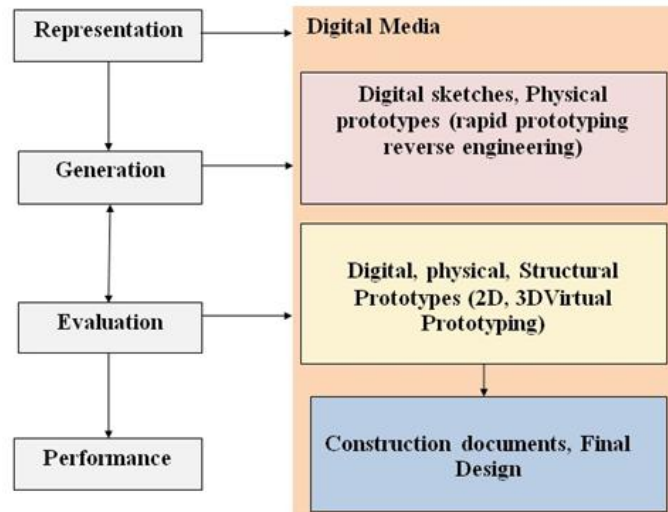 Representation
Digital Media
Digital sketches, Physical
prototypes (rapid prototyping
reverse engineering)
Generation
Digital, physical, Structural
Prototypes (2D, 3DVirtual
Prototyping)
Evaluation
Construction documents, Final
Design
Performance